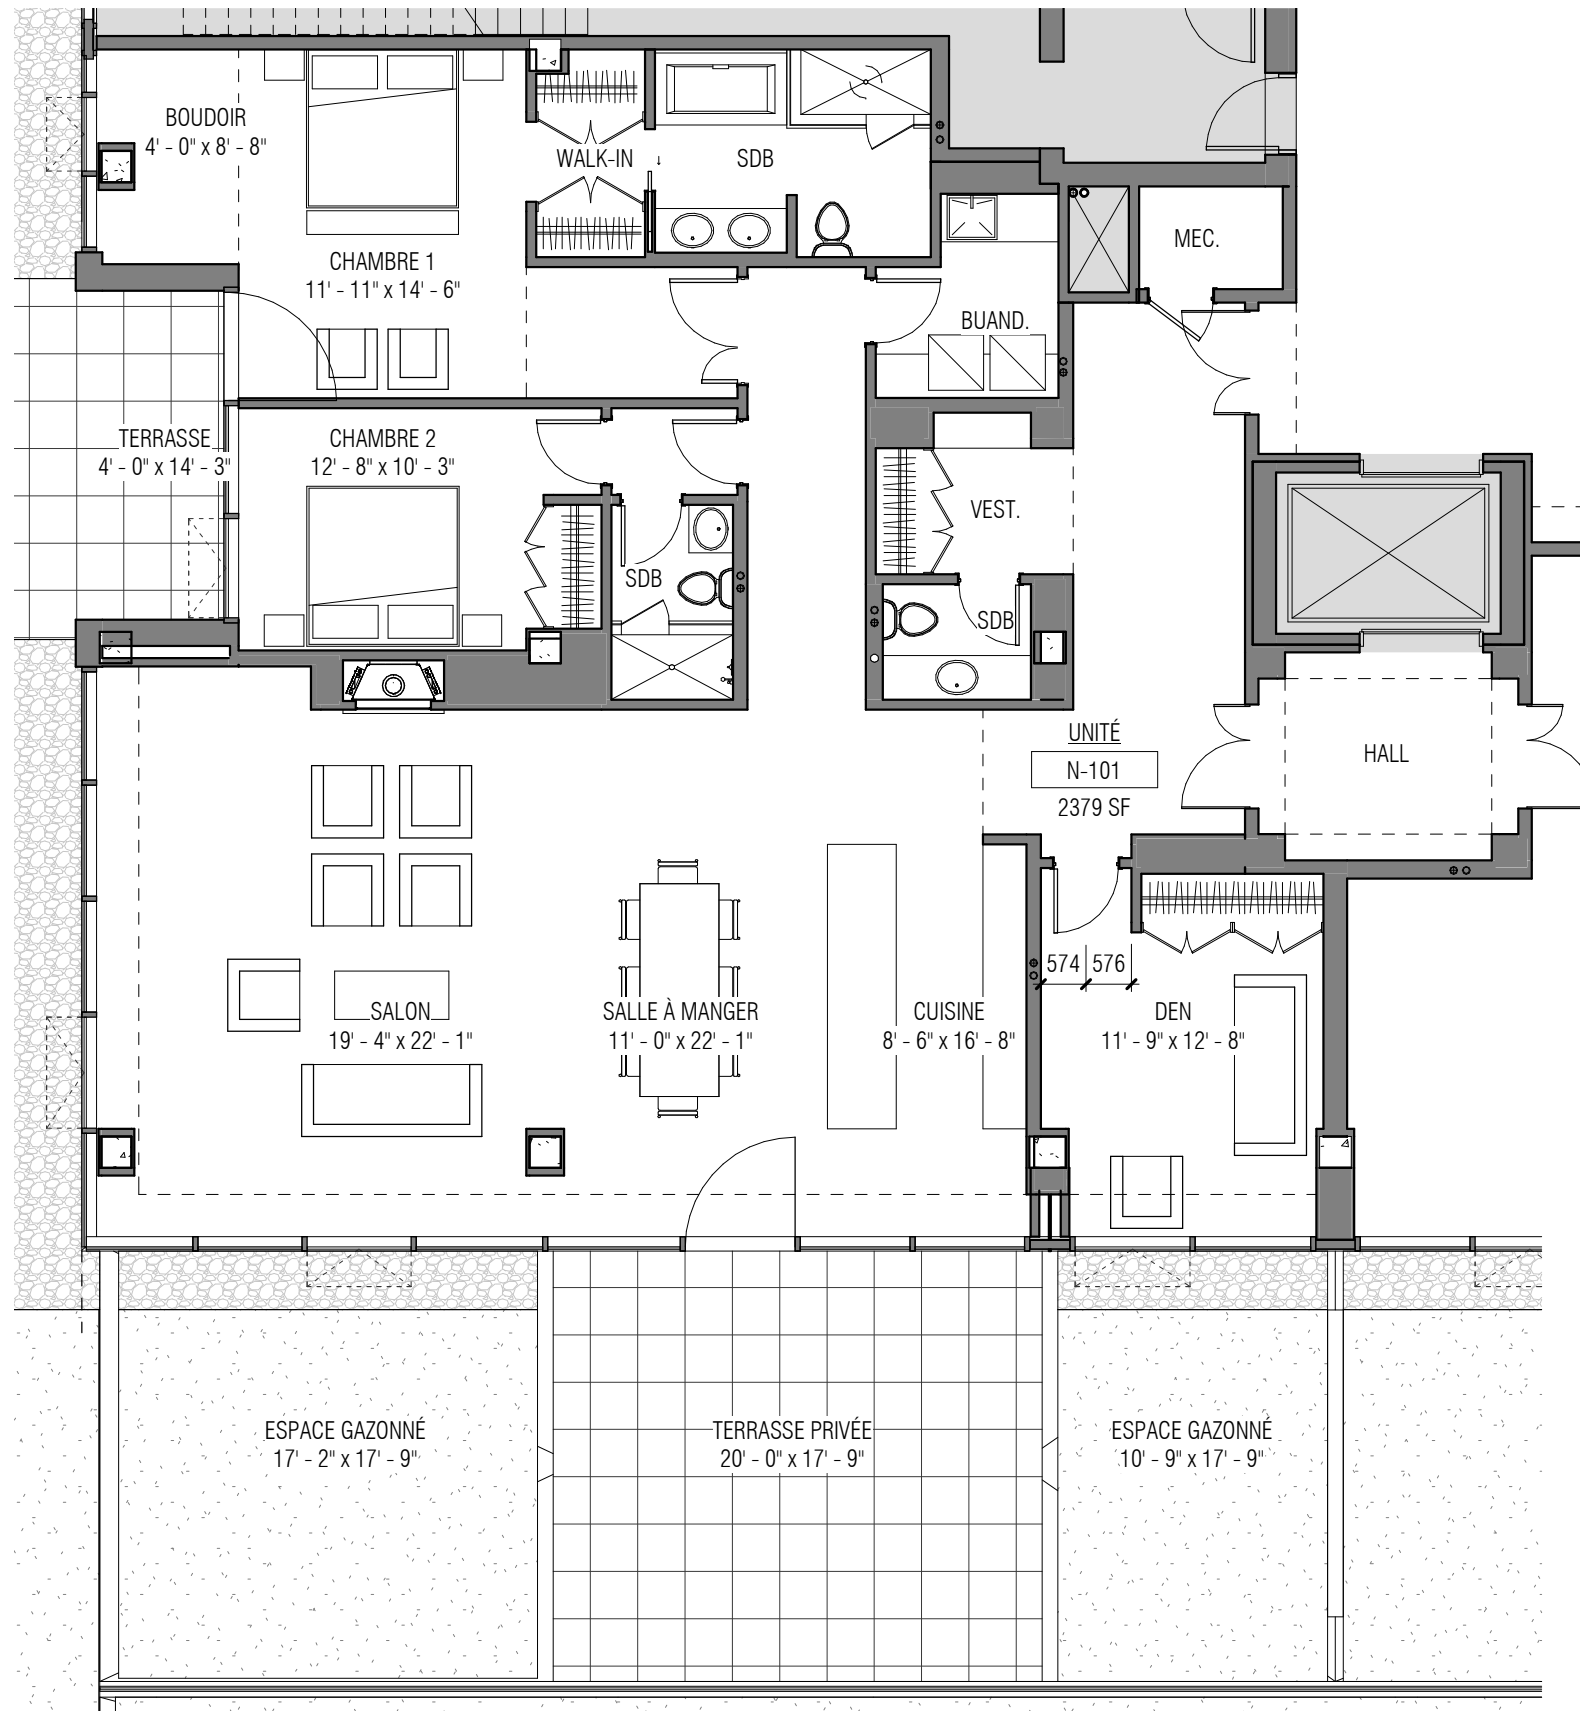 BOUDOIR
4' - 0" x 8' - 8"
WALK-IN
SDB
MEC.
CHAMBRE 1
11' - 11" x 14' - 6"
BUAND.
TERRASSE
4' - 0" x 14' - 3"
CHAMBRE 2
12' - 8" x 10' - 3"
VEST.
SDB
SDB
UNITÉ
N-101
2379 SF
HALL
574
576
SALON
19' - 4" x 22' - 1"
SALLE À MANGER
11' - 0" x 22' - 1"
CUISINE
8' - 6" x 16' - 8"
DEN
11' - 9" x 12' - 8"
ESPACE GAZONNÉ
17' - 2" x 17' - 9"
TERRASSE PRIVÉE
20' - 0" x 17' - 9"
ESPACE GAZONNÉ
10' - 9" x 17' - 9"